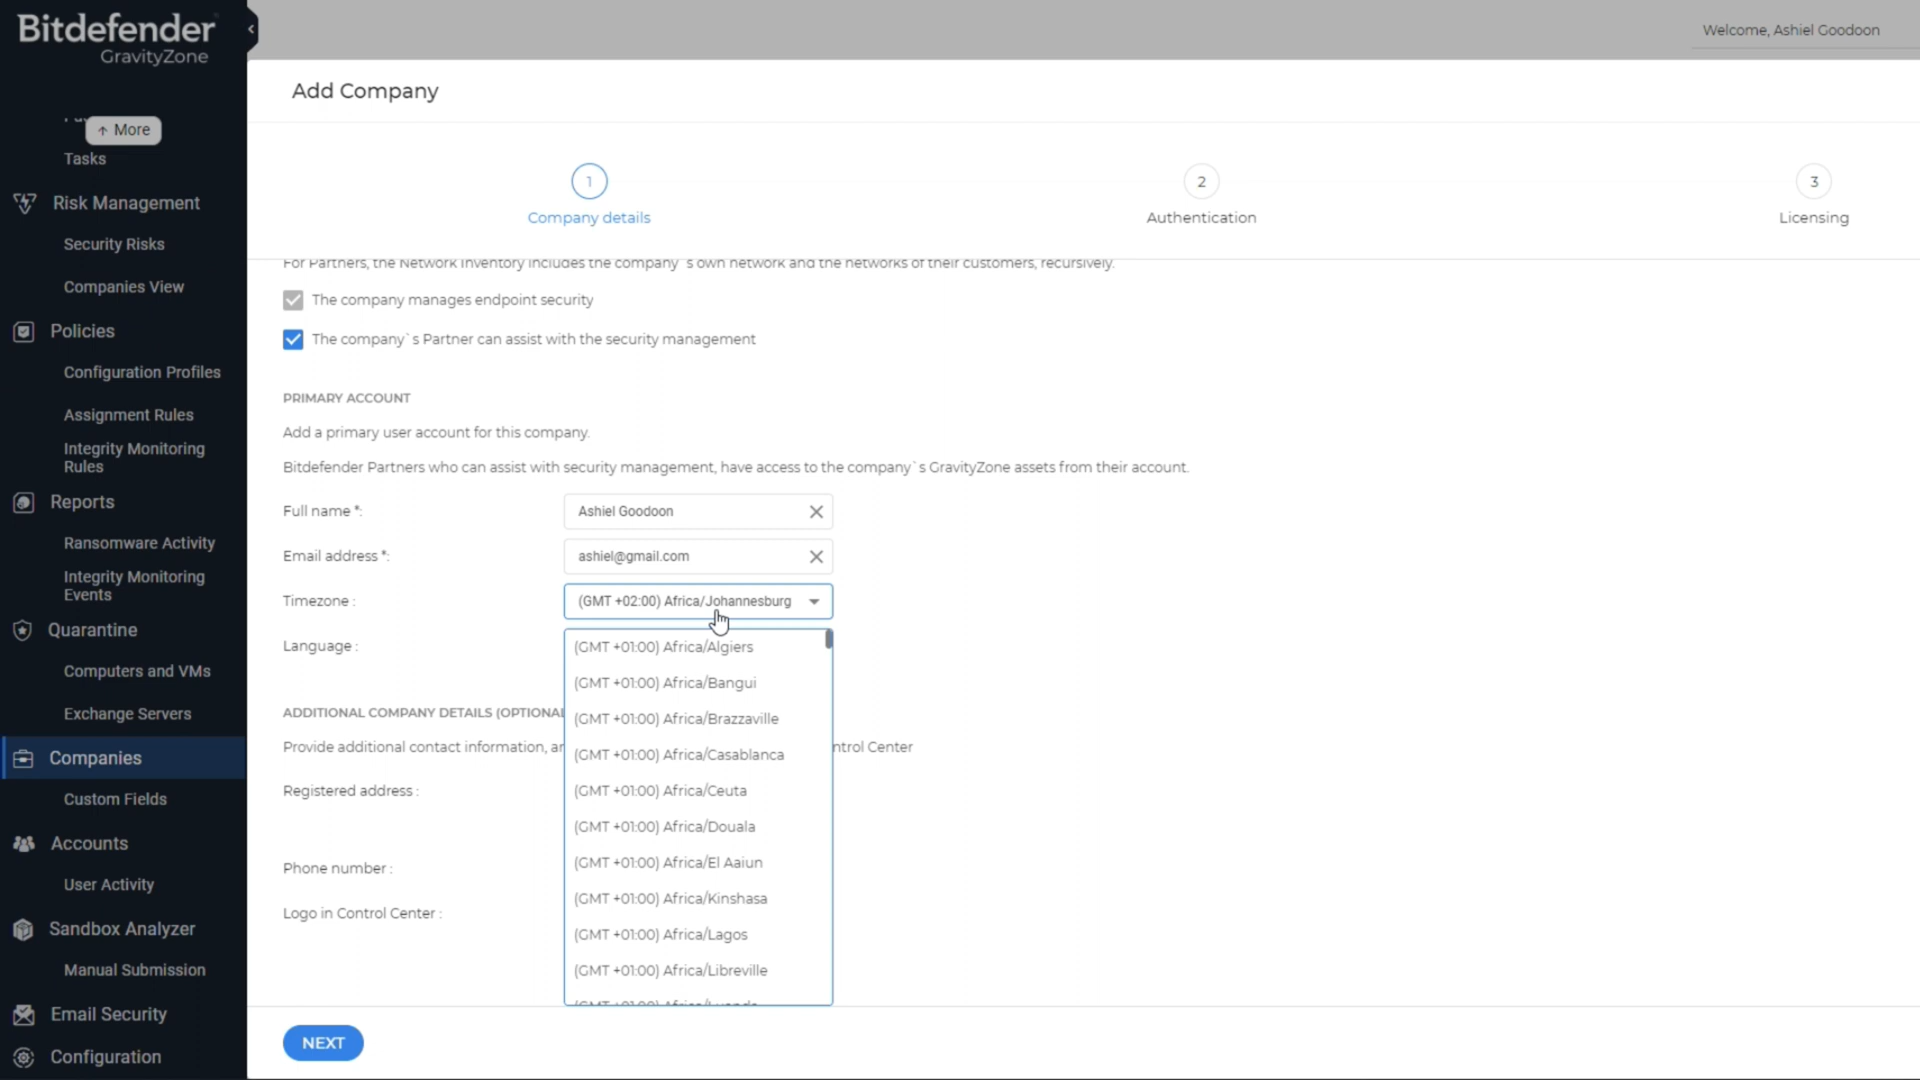 Bitdefender
GravityZone
Welcome, Ashiel Goodoon
Add Company
↑ More
Tasks
Risk Management
Security Risks
Companies View
Policies
Configuration Profiles
Assignment Rules
Integrity Monitoring
Rules
Reports
Ransomware Activity
Integrity Monitoring
Events
Quarantine
Computers and VMs
Exchange Servers
Companies
Custom Fields
Accounts
User Activity
Sandbox Analyzer
Manual Submission
Email Security
Configuration
1
Company details
2
Authentication
3
Licensing
For Partners, the Network Inventory includes the company`s own network and the networks of their customers, recursively.
The company manages endpoint security
The company`s Partner can assist with the security management
PRIMARY ACCOUNT
Add a primary user account for this company.
Bitdefender Partners who can assist with security management, have access to the company`s GravityZone assets from their account.
Full name *: Ashiel Goodoon
Email address *: ashiel@gmail.com
Timezone : (GMT +02:00) Africa/Johannesburg
Language : (GMT +01:00) Africa/Algiers
(GMT +01:00) Africa/Bangui
ADDITIONAL COMPANY DETAILS (OPTIONAL (GMT +01:00) Africa/Brazzaville
Provide additional contact information, ntrol Center
(GMT +01:00) Africa/Casablanca
Registered address : (GMT +01:00) Africa/Ceuta
(GMT +01:00) Africa/Douala
Phone number : (GMT +01:00) Africa/El Aaiun
(GMT +01:00) Africa/Kinshasa
Logo in Control Center :
(GMT +01:00) Africa/Lagos
(GMT +01:00) Africa/Libreville
NEXT